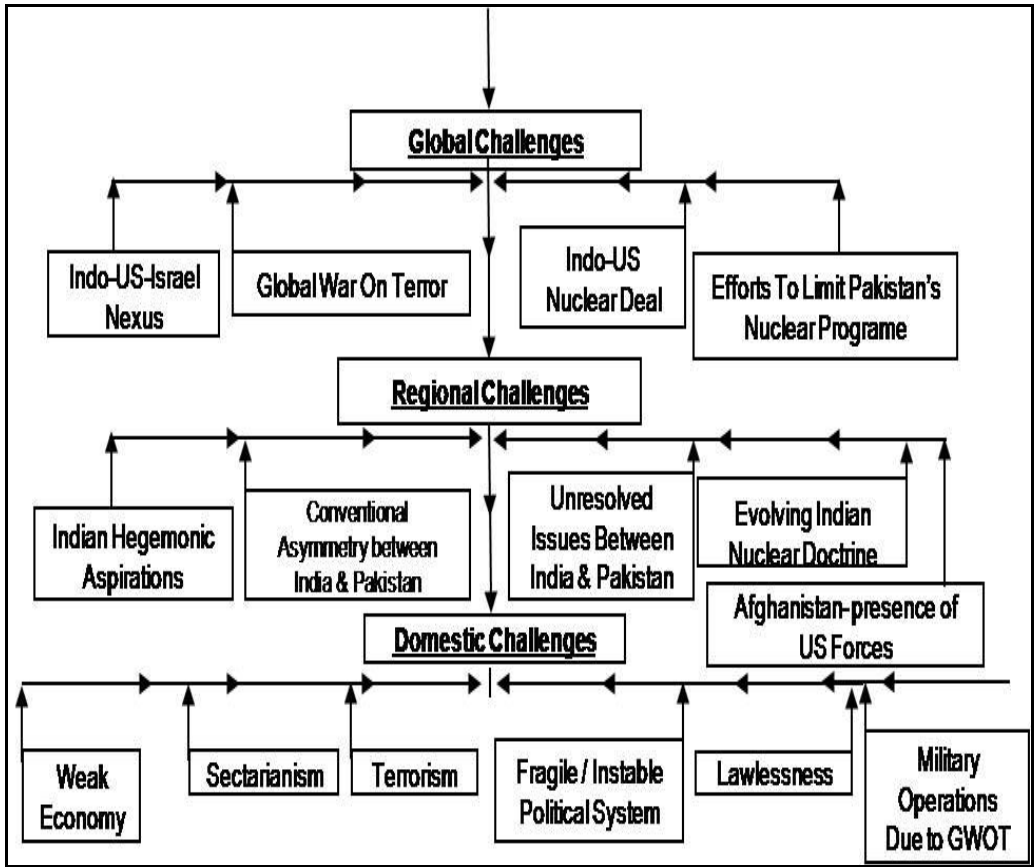 Global Challenges
Indo-US-Israel
Nexus
Global War On Terror
Indo-US
Nuclear Deal
Efforts To Limit Pakistan's
Nuclear Programe
Regional Challenges
Indian Hegemonic
Aspirations
Conventional
Asymmetry between
India & Pakistan
Unresolved
Issues Between
India & Pakistan
Evolving Indian
Nuclear Doctrine
Afghanistan-presence of
US Forces
Domestic Challenges
Weak
Economy
Sectarianism
Terrorism
Fragile / Instable
Political System
Lawlessness
Military
Operations
Due to GWOT